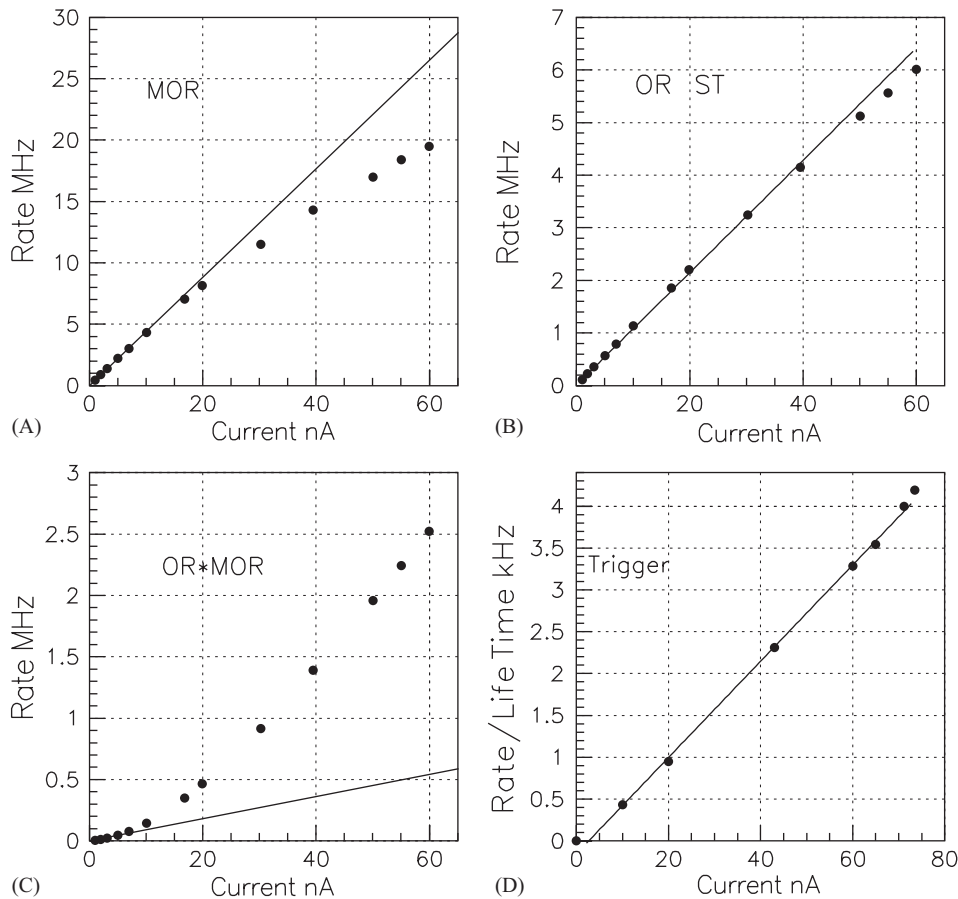 30
25
20
15
10
5
0
Rate MHz
MOR
0 20 40 60
(A) Current nA
7
6
5
4
3
2
1
0
Rate MHz
OR ST
0 20 40 60
(B) Current nA
3
2.5
2
1.5
1
0.5
0
Rate MHz
OR*MOR
0 20 40 60
(C) Current nA
4
3.5
3
2.5
2
1.5
1
0.5
0
Rate/Life Time kHz
Trigger
0 20 40 60 80
(D) Current nA